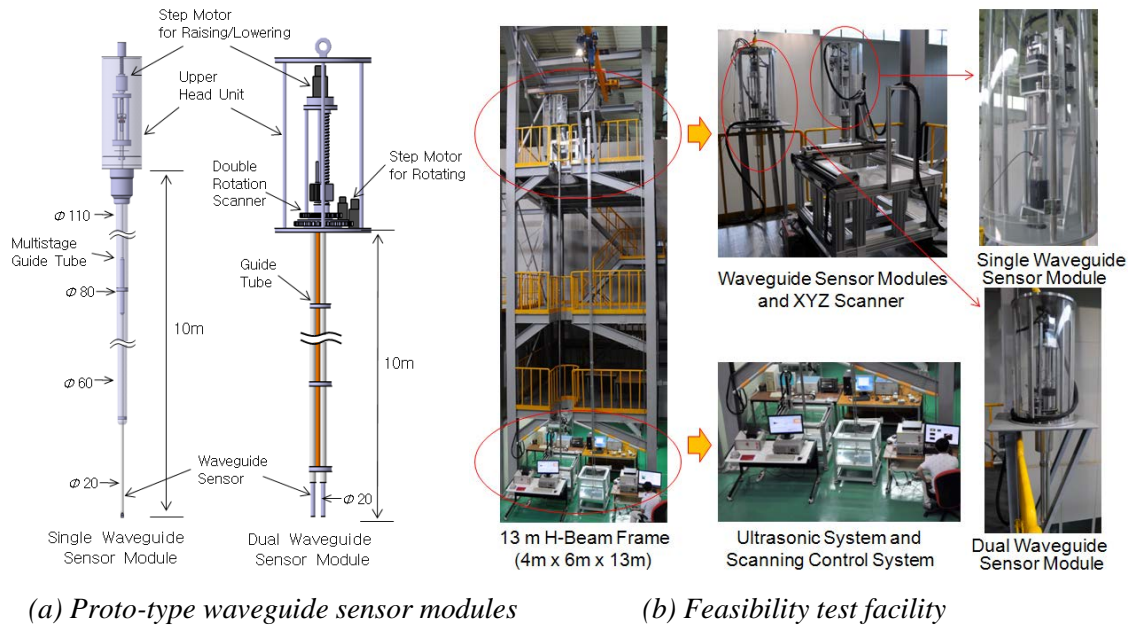 Step Motor
for Raising/Lowering
Upper
Head Unit
Double
Rotation
Scanner
Step Motor
for Rotating
Φ 110
Multistage
Guide Tube
Φ 80
Guide
Tube
10m
10m
Φ 60
Waveguide
Sensor
Φ 20
Φ 20
Single Waveguide
Sensor Module
Dual Waveguide
Sensor Module
13 m H-Beam Frame
(4m x 6m x 13m)
Waveguide Sensor Modules
and XYZ Scanner
Single Waveguide
Sensor Module
Ultrasonic System and
Scanning Control System
Dual Waveguide
Sensor Module
(a) Proto-type waveguide sensor modules
(b) Feasibility test facility